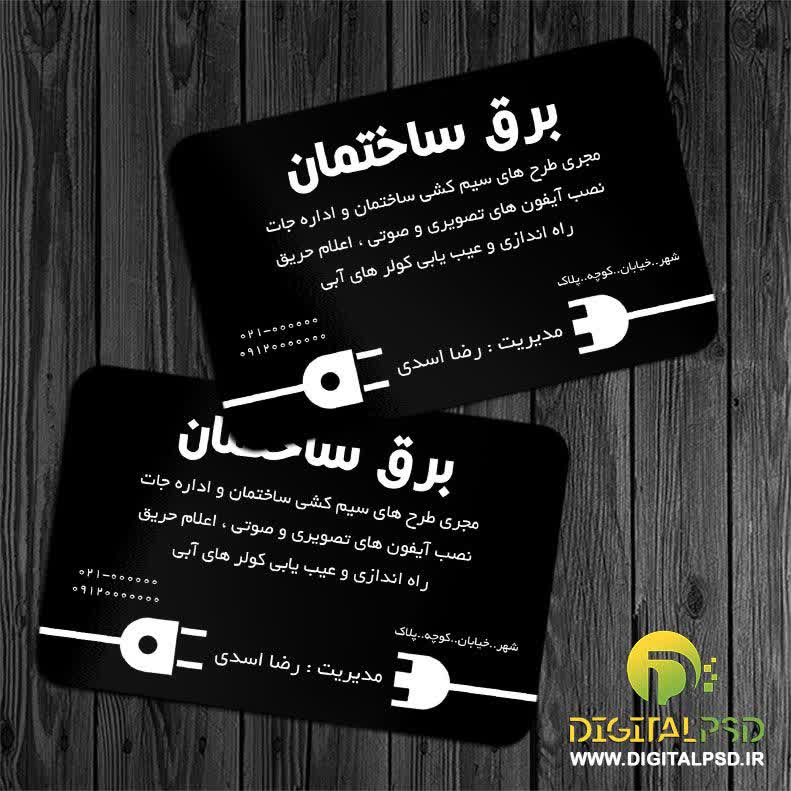 برق ساختمان
مجری طرح های سیم کشی ساختمان و اداره جات
نصب آیفون های تصویری و صوتی ، اعلام حریق
راه اندازی و عیب یابی کولر های آبی
شهر..خیابان..کوچه..پلاک
۰۲۱-۰۰۰۰۰۰
۰۹۱۲۰۰۰۰۰۰۰
مدیریت : رضا اسدی
برق ساختمان
مجری طرح های سیم کشی ساختمان و اداره جات
نصب آیفون های تصویری و صوتی ، اعلام حریق
راه اندازی و عیب یابی کولر های آبی
۰۲۱-۰۰۰۰۰۰
۰۹۱۲۰۰۰۰۰۰۰
شهر..خیابان..کوچه..پلاک
مدیریت : رضا اسدی
DIGITALPSD
WWW.DIGITALPSD.IR